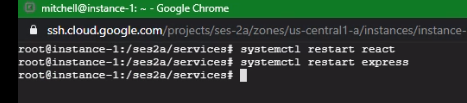 mitchell@instance-1: ~ - Google Chrome
ssh.cloud.google.com/projects/ses-2a/zones/us-central1-a/instances/instance-
root@instance-1:/ses2a/services# systemctl restart react
root@instance-1:/ses2a/services# systemctl restart express
root@instance-1:/ses2a/services#